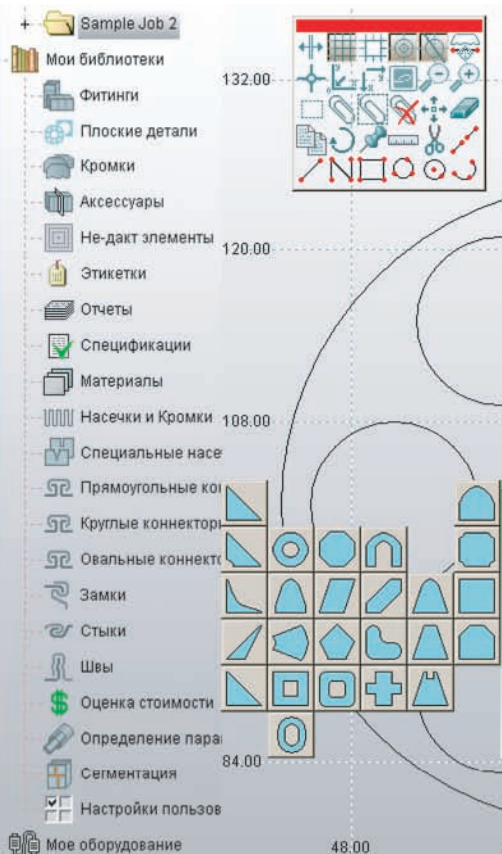 Sample Job 2
Мои библиотеки
Фитинги
Плоские детали
Кромки
Аксессуары
Не-дакт элементы
Этикетки
Отчеты
Спецификации
Материалы
Насечки и Кромки
Специальные насе
Прямоугольные ко
Круглые коннектор
Овальные коннект
Замки
Стыки
Швы
Оценка стоимости
Определение пара
Сегментация
Настройки пользов
Мое оборудование
132.00
120.00
108.00
84.00
48.00